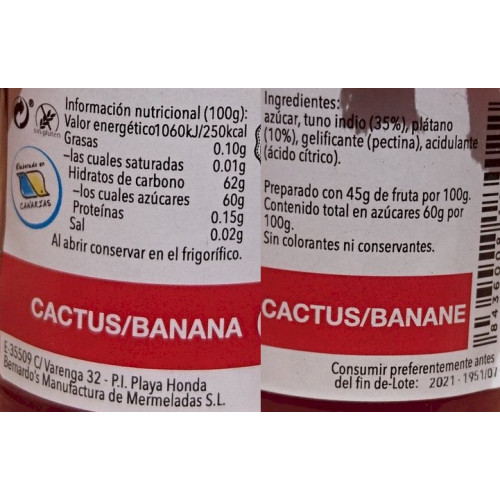 Información nutricional (100g):
Valor energético1060kJ/250kcal
Grasas 0.10g
–las cuales saturadas 0.01g
Hidratos de carbono 62g
–los cuales azúcares 60g
Proteínas 0.15g
Sal 0.02g
Al abrir conservar en el frigorífico.
sin gluten
Elaborado en
CANARIAS
CACTUS/BANANA
E-35509 C/ Varenga 32 - P.I. Playa Honda
Bernardo's Manufactura de Mermeladas S.L.
Ingredientes:
azúcar, tuno indio (35%), plátano
(10%), gelificante (pectina), acidulante
(ácido cítrico).
Preparado con 45g de fruta por 100g.
Contenido total en azúcares 60g por
100g.
Sin colorantes ni conservantes.
CACTUS/BANANE
Consumir preferentemente antes
del fin de-Lote: 2021-1951/07